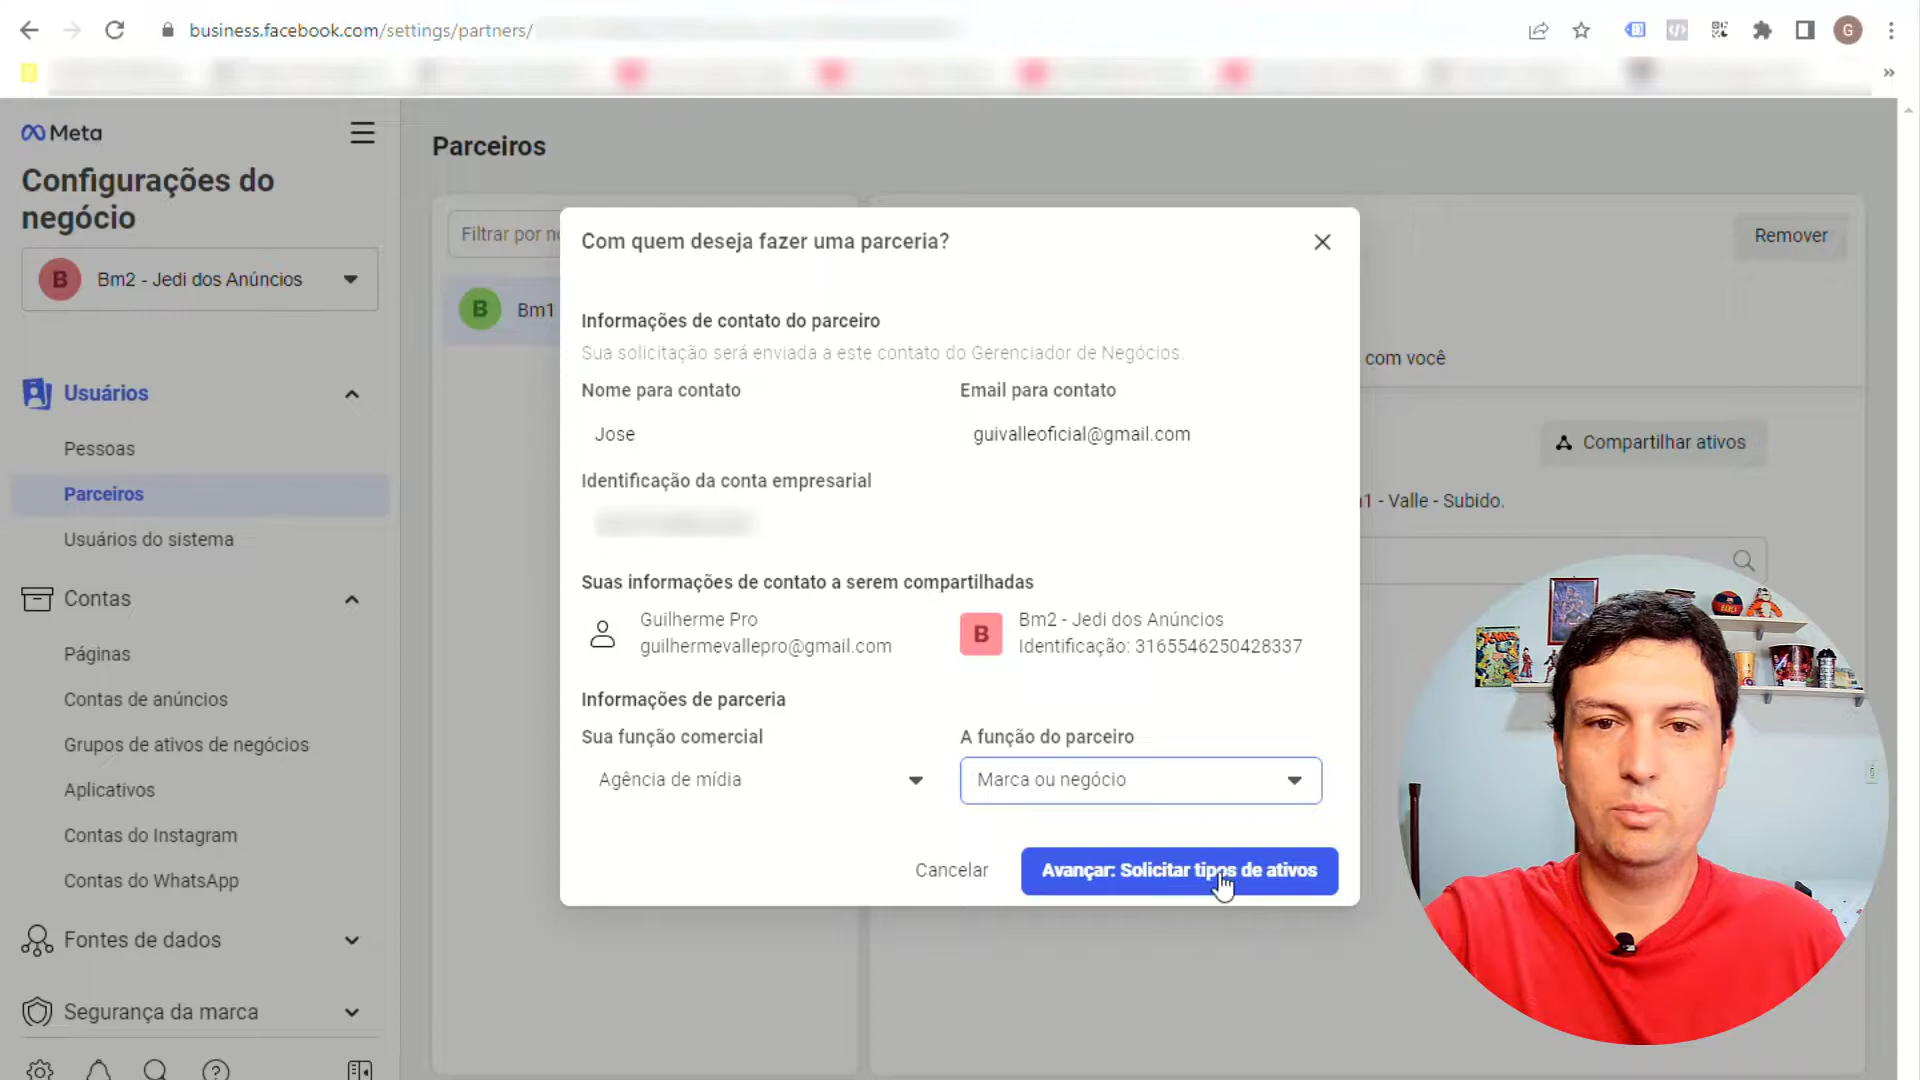 business.facebook.com/settings/partners/
G
Meta
Configurações do
negócio
B Bm2 - Jedi dos Anúncios
Usuários
Pessoas
Parceiros
Usuários do sistema
Contas
Páginas
Contas de anúncios
Grupos de ativos de negócios
Aplicativos
Contas do Instagram
Contas do WhatsApp
Fontes de dados
Segurança da marca
Parceiros
Filtrar por
B Bm1
Remover
com você
Compartilhar ativos
- Valle - Subido.
Com quem deseja fazer uma parceria?
Informações de contato do parceiro
Sua solicitação será enviada a este contato do Gerenciador de Negócios.
Nome para contato
Email para contato
Jose
guivalleoficial@gmail.com
Identificação da conta empresarial
Suas informações de contato a serem compartilhadas
Guilherme Pro
guilhermevallepro@gmail.com
B
Bm2 - Jedi dos Anúncios
Identificação: 3165546250428337
Informações de parceria
Sua função comercial
A função do parceiro
Agência de mídia
Marca ou negócio
Cancelar
Avançar: Solicitar tipos de ativos
X-MEN